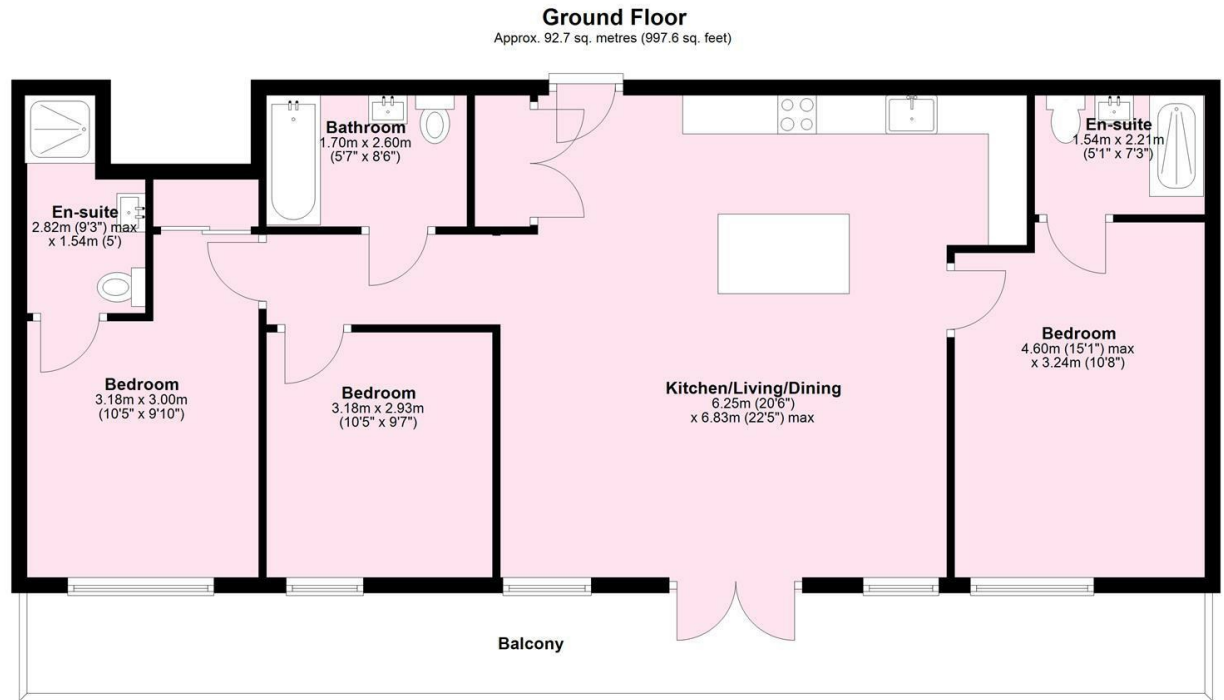 Ground Floor
Approx. 92.7 sq. metres (997.6 sq. feet)
Bathroom
1.70m x 2.60m
(5'7" x 8'6")
En-suite
1.54m x 2.21m
(5'1" x 7'3")
En-suite
2.82m (9'3") max
x 1.54m (5')
Bedroom
3.18m x 3.00m
(10'5" x 9'10")
Bedroom
3.18m x 2.93m
(10'5" x 9'7")
Kitchen/Living/Dining
6.25m (20'6")
x 6.83m (22'5") max
Bedroom
4.60m (15'1") max
x 3.24m (10'8")
Balcony